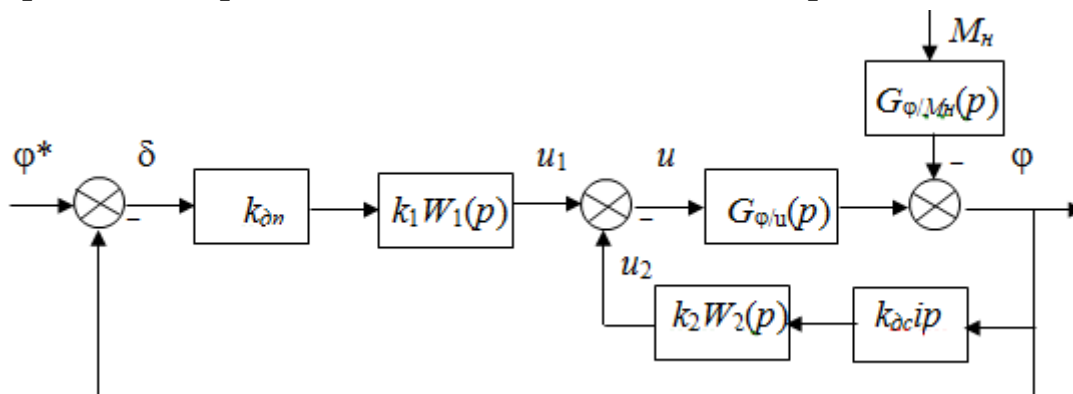 Mн
Gφ/Mн(p)
φ* δ u1 u φ
kдп k1W1(p) Gφ/u(p)
u2
k2W2(p) kдсip